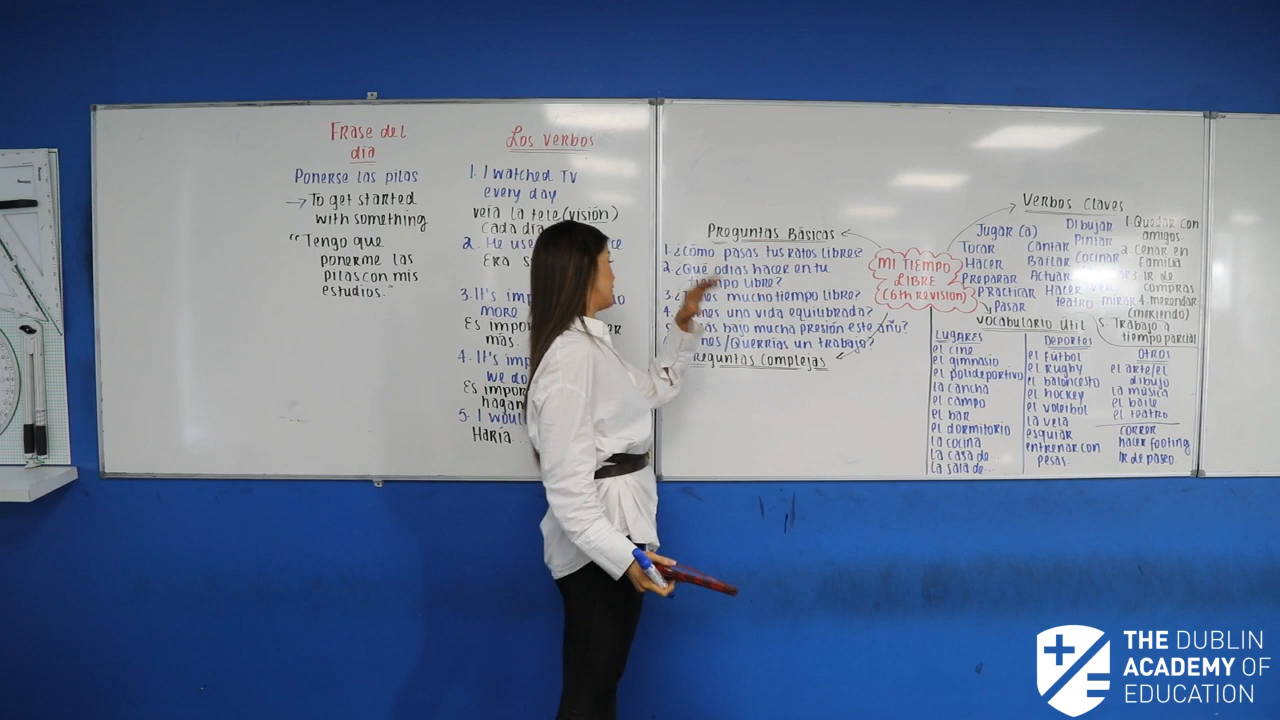 Frase del
día
Ponerse las pilas
→ To get started
with something
"Tengo que
ponerme las
pilas con mis
estudios."
Los verbos
1. I watched TV
every day
veía la tele (visión)
cada día
2. He use
Era s
3. It's imp
more
Es impor
más
4. It's imp
we do
Es impor
hagan
5. I woul
Haría...
Preguntas Básicas
1. ¿Cómo pasas tus ratos libres?
2. ¿Qué odias hacer en tu
tiempo libre?
3. ¿ mucho tiempo libre?
4. una vida equilibrada?
5. bajo mucha presión este año?
/Querrías un trabajo?
Preguntas Complejas
MI TIEMPO
LIBRE
(6th REVISION)
Verbos Claves
Jugar (a)
Dibujar
Tocar
Cantar
Pintar
Hacer
Bailar
Cocinar
Preparar
Actuar
Practicar
Hacer
Ver
Pasar
teatro
mirar
1. Quedar con
amigos.
2. Cenar en
familia
3. Ir de
compras
4. merendar
(mirindo)
5. Trabajo a
tiempo parcial
Vocabulario Útil
Lugares
el cine
el gimnasio
el polideportivo
la cancha
el campo
el bar
el dormitorio
la cocina
la casa de...
la sala de...
Deportes
el fútbol
el rugby
el baloncesto
el hockey
el voleibol
la vela
esquiar
entrenar con
pesas.
Otros
el arte/el
dibujo
la música
el baile
el teatro
correr
hacer footing
ir de paseo.
THE DUBLIN
ACADEMY OF
EDUCATION